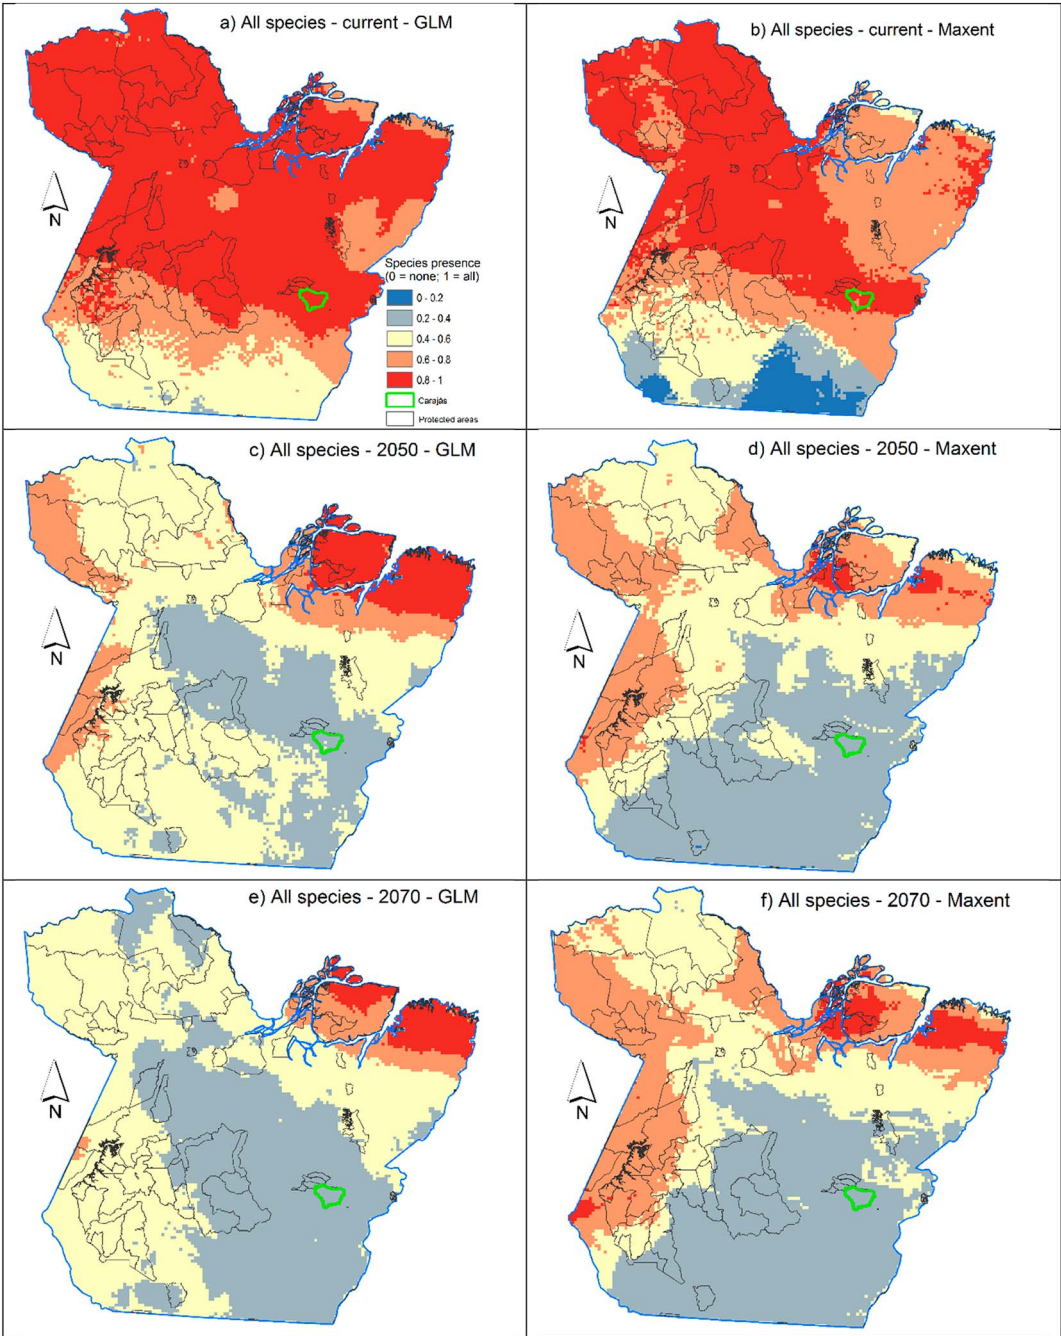 a) All species - current - GLM
b) All species - current - Maxent
N
Species presence
(0 = none; 1 = all)
0 - 0.2
0.2 - 0.4
0.4 - 0.6
0.6 - 0.8
0.8 - 1
Carajás
Protected areas
N
c) All species - 2050 - GLM
d) All species - 2050 - Maxent
N
N
e) All species - 2070 - GLM
f) All species - 2070 - Maxent
N
N